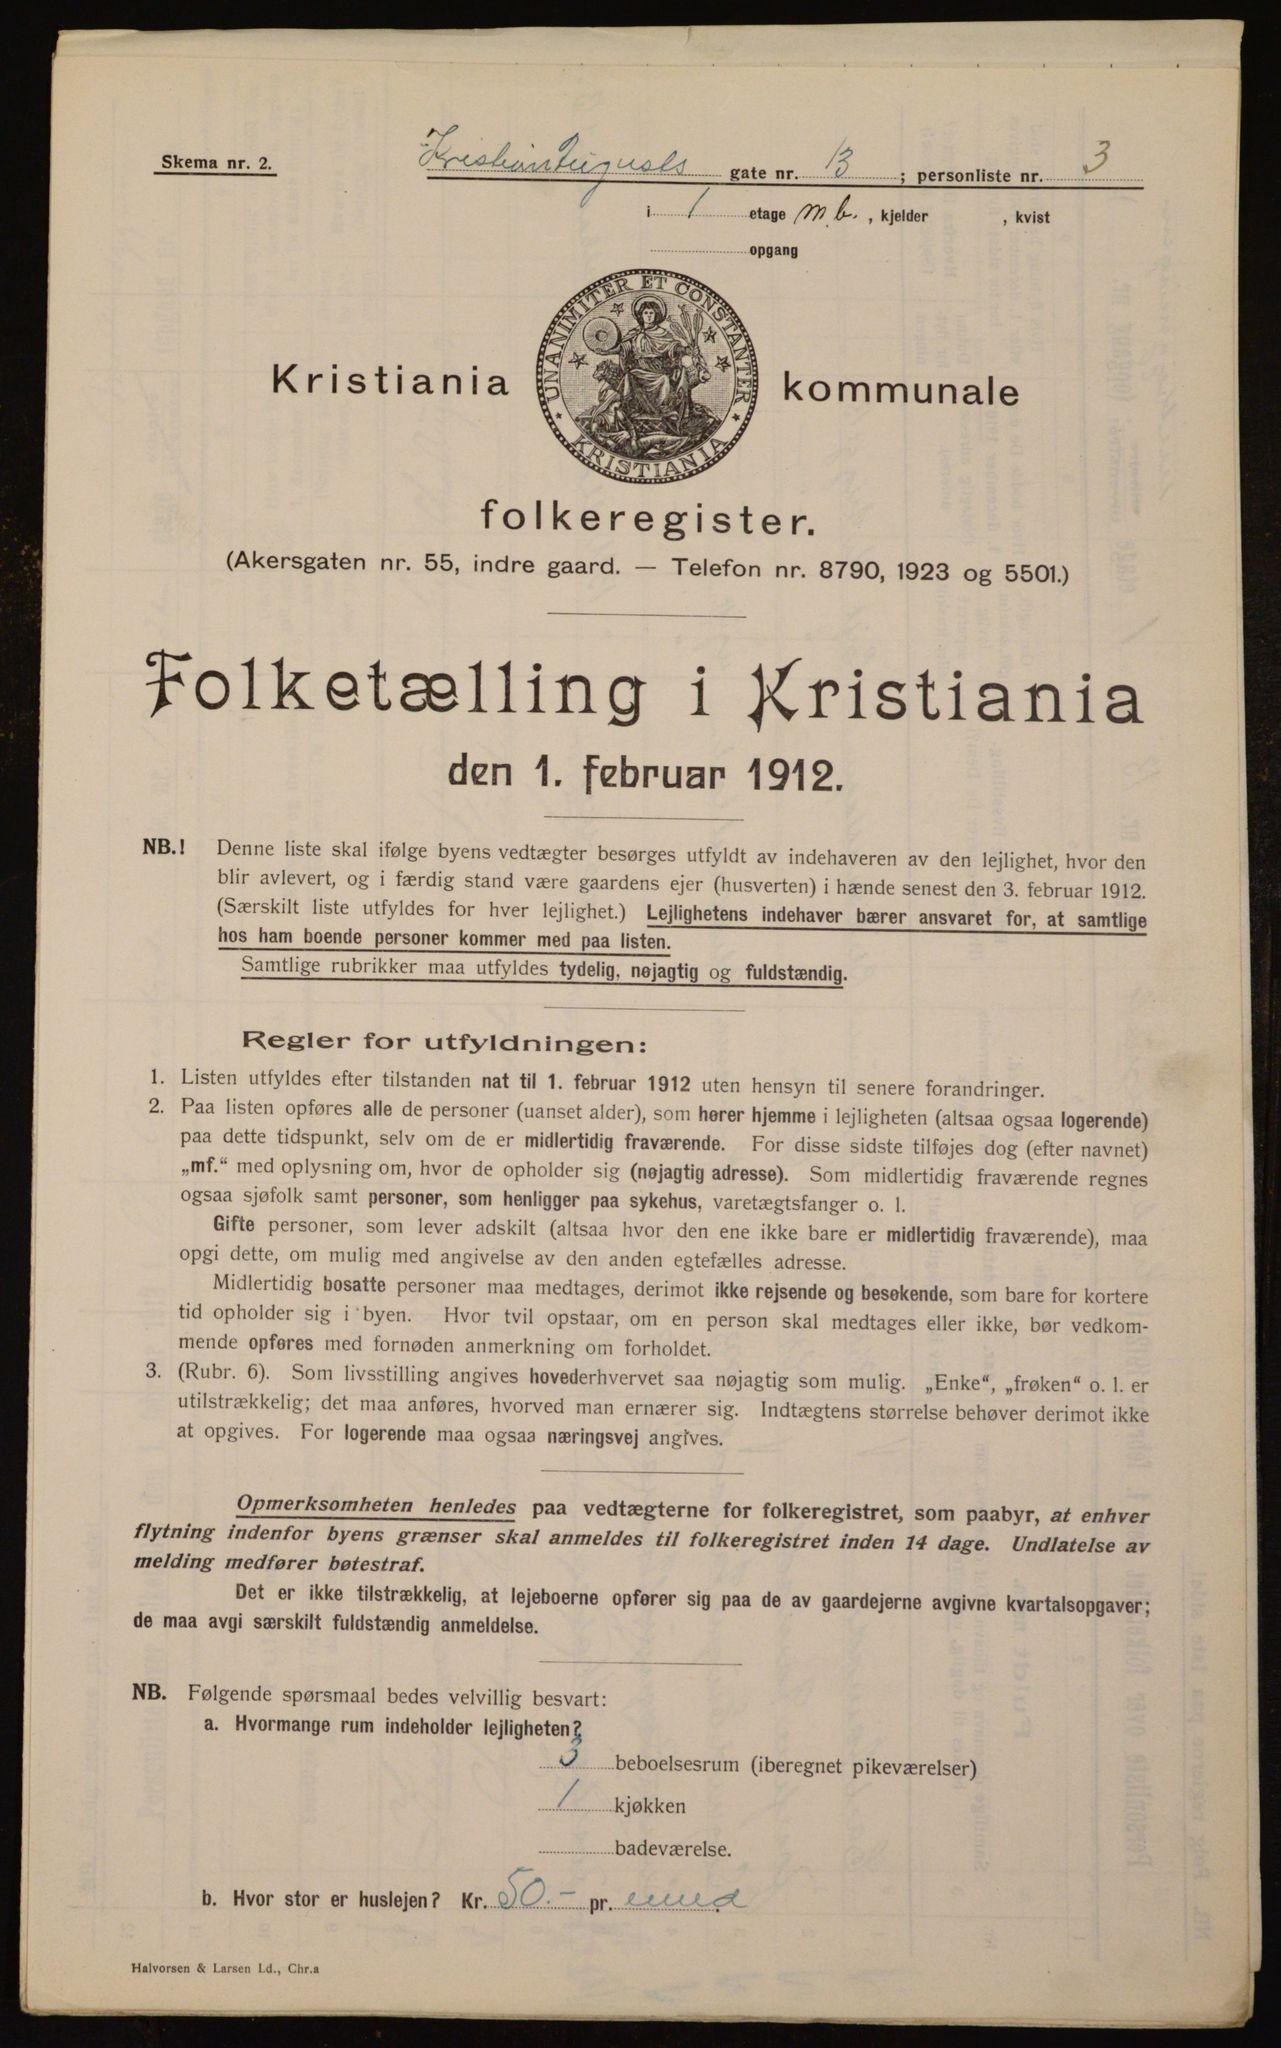 Skema nr. 2.
Kristian Augusts gate nr. 13 ; personliste nr. 3
i 1 etage m.b. , kjelder , kvist
opgang
UNANIMITER ET CONSTANTER
KRISTIANIA
Kristiania kommunale
folkeregister.
(Akersgaten nr. 55, indre gaard. — Telefon nr. 8790, 1923 og 5501.)
Folketælling i Kristiania
den 1. februar 1912.
NB.! Denne liste skal ifølge byens vedtægter besørges utfyldt av indehaveren av den lejlighet, hvor den
blir avlevert, og i færdig stand være gaardens ejer (husverten) i hænde senest den 3. februar 1912.
(Særskilt liste utfyldes for hver lejlighet.) Lejlighetens indehaver bærer ansvaret for, at samtlige
hos ham boende personer kommer med paa listen.
Samtlige rubrikker maa utfyldes tydelig, nøjagtig og fuldstændig.
Regler for utfyldningen:
1. Listen utfyldes efter tilstanden nat til 1. februar 1912 uten hensyn til senere forandringer.
2. Paa listen opføres alle de personer (uanset alder), som hører hjemme i lejligheten (altsaa ogsaa logerende)
paa dette tidspunkt, selv om de er midlertidig fraværende. For disse sidste tilføjes dog (efter navnet)
„mf.“ med oplysning om, hvor de opholder sig (nøjagtig adresse). Som midlertidig fraværende regnes
ogsaa sjøfolk samt personer, som henligger paa sykehus, varetægtsfanger o. l.
Gifte personer, som lever adskilt (altsaa hvor den ene ikke bare er midlertidig fraværende), maa
opgi dette, om mulig med angivelse av den anden egtefælles adresse.
Midlertidig bosatte personer maa medtages, derimot ikke rejsende og besøkende, som bare for kortere
tid opholder sig i byen. Hvor tvil opstaar, om en person skal medtages eller ikke, bør vedkom-
mende opføres med fornøden anmerkning om forholdet.
3. (Rubr. 6). Som livsstilling angives hovederhvervet saa nøjagtig som mulig. „Enke“, „frøken“ o. l. er
utilstrækkelig; det maa anføres, hvorved man ernærer sig. Indtægtens størrelse behøver derimot ikke
at opgives. For logerende maa ogsaa næringsvej angives.
Opmerksomheten henledes paa vedtægterne for folkeregistret, som paabyr, at enhver
flytning indenfor byens grænser skal anmeldes til folkeregistret inden 14 dage. Undlatelse av
melding medfører bøtestraf.
Det er ikke tilstrækkelig, at lejeboerne opfører sig paa de av gaardejerne avgivne kvartalsopgaver;
de maa avgi særskilt fuldstændig anmeldelse.
NB. Følgende spørsmaal bedes velvillig besvart:
a. Hvormange rum indeholder lejligheten?
3 beboelsesrum (iberegnet pikeværelser)
1 kjøkken
badeværelse.
b. Hvor stor er huslejen? Kr. 50.- pr. mnd
Halvorsen & Larsen Ld., Chr.a